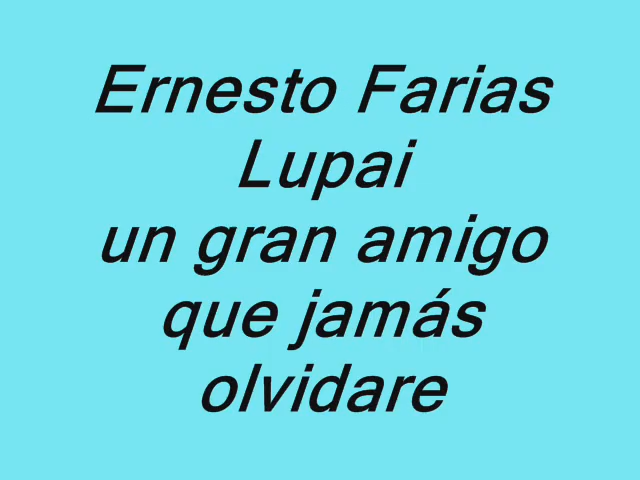 Ernesto Farias
Lupai
un gran amigo
que jamás
olvidare